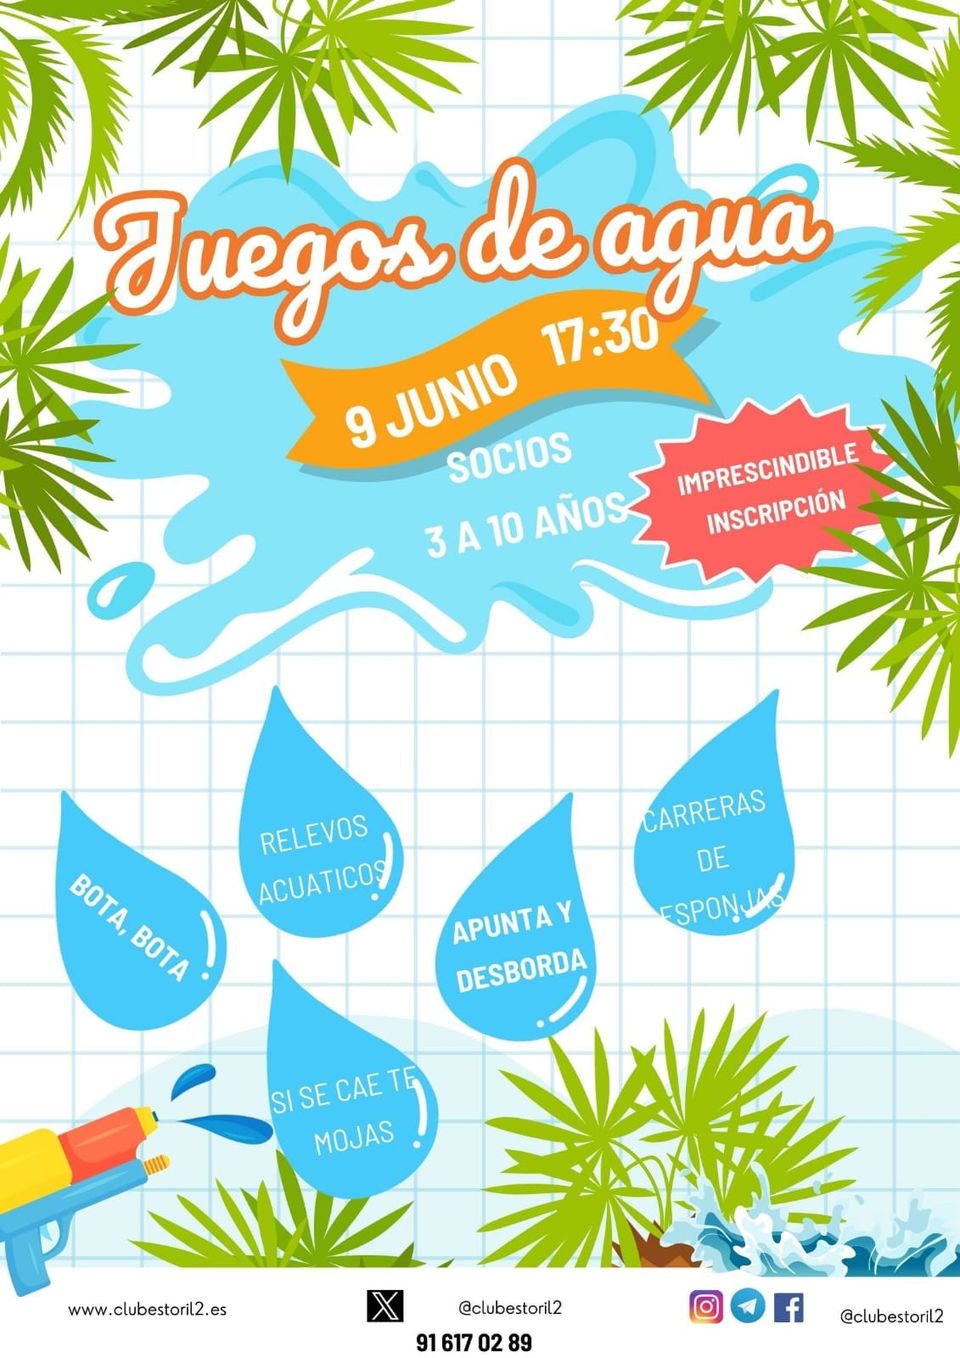 Juegos de agua
9 JUNIO 17:30
SOCIOS
3 A 10 AÑOS
IMPRESCINDIBLE
INSCRIPCIÓN
RELEVOS
ACUATICOS
CARRERAS
DE
ESPONJAS
BOTA, BOTA
APUNTA Y
DESBORDA
SI SE CAE TE
MOJAS
www.clubestoril2.es
@clubestoril2
@clubestoril2
91 617 02 89